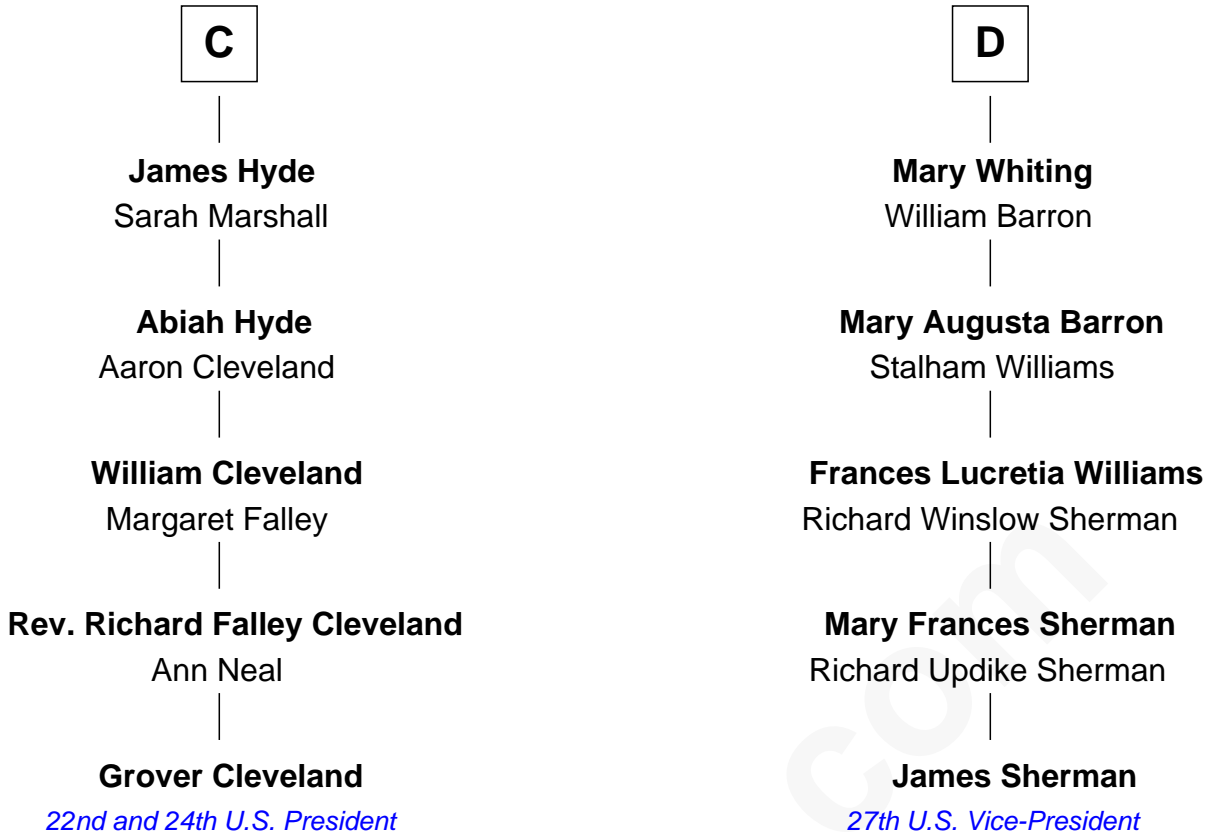 C
James Hyde
Sarah Marshall
Abiah Hyde
Aaron Cleveland
William Cleveland
Margaret Falley
Rev. Richard Falley Cleveland
Ann Neal
Grover Cleveland
22nd and 24th U.S. President
D
Mary Whiting
William Barron
Mary Augusta Barron
Stalham Williams
Frances Lucretia Williams
Richard Winslow Sherman
Mary Frances Sherman
Richard Updike Sherman
James Sherman
27th U.S. Vice-President
com